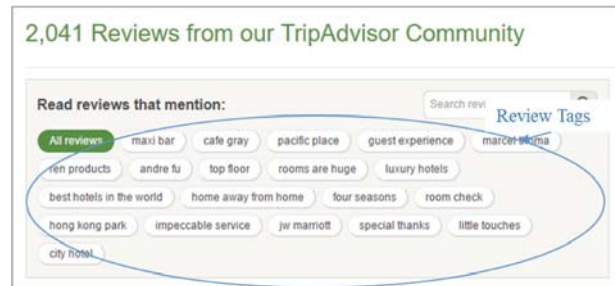 2,041 Reviews from our TripAdvisor Community
Read reviews that mention:
Search
Review Tags
All reviews
maxi bar
cafe gray
pacific place
guest experience
marcel
ren products
andre fu
top floor
rooms are huge
luxury hotels
best hotels in the world
home away from home
four seasons
room check
hong kong park
impeccable service
jw marriott
special thanks
little touches
city hotel